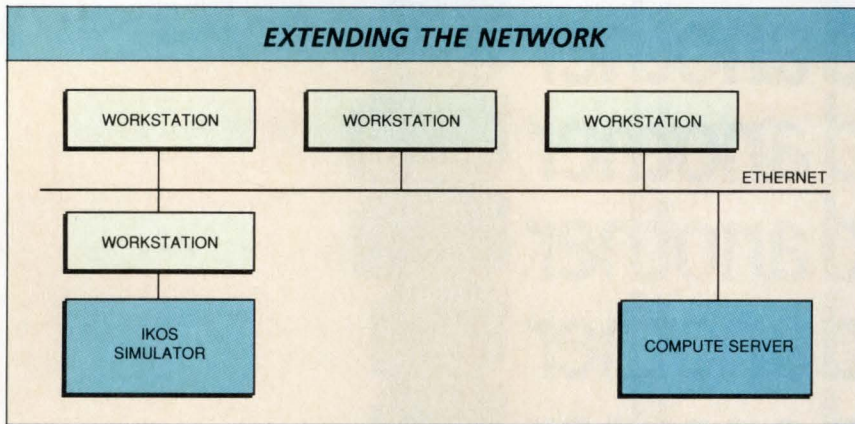 EXTENDING THE NETWORK
WORKSTATION
WORKSTATION
WORKSTATION
ETHERNET
WORKSTATION
IKOS
SIMULATOR
COMPUTE SERVER